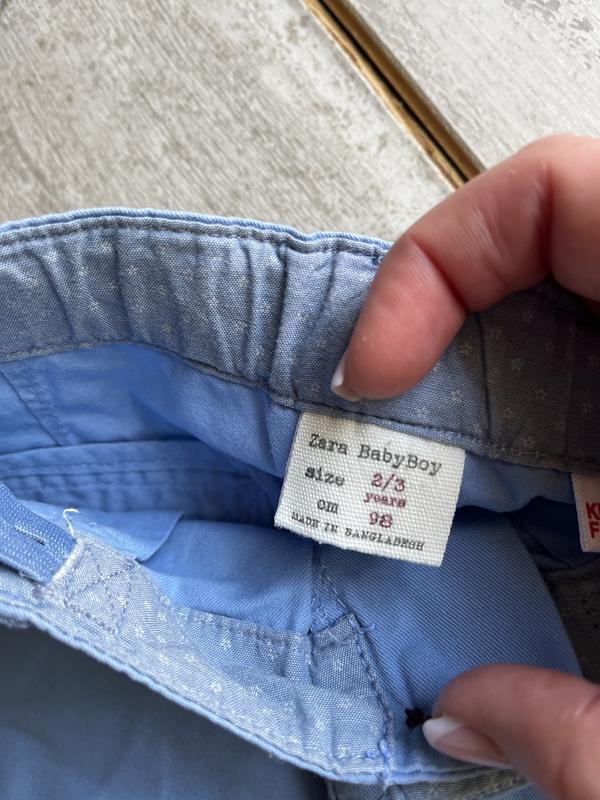 Zara BabyBoy
size 2/3
years
cm 98
MADE IN BANGLADESH